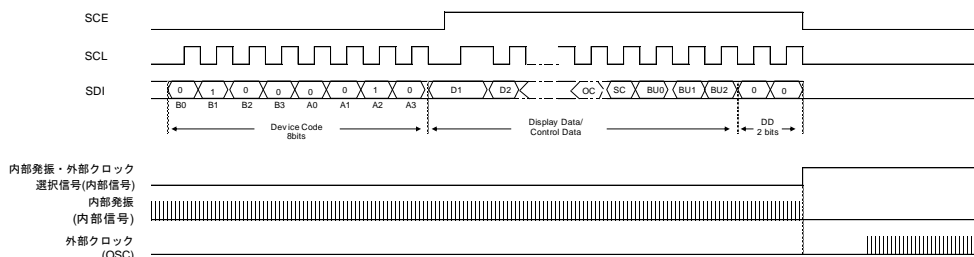 SCE
SCL
SDI
0 1 0 0 0 0 1 0 D1 D2 OC SC BU0 BU1 BU2 0 0
B0 B1 B2 B3 A0 A1 A2 A3
Device Code
8bits
Display Data/
Control Data
DD
2 bits
内部発振・外部クロック
選択信号(内部信号)
内部発振
(内部信号)
外部クロック
(OSC)